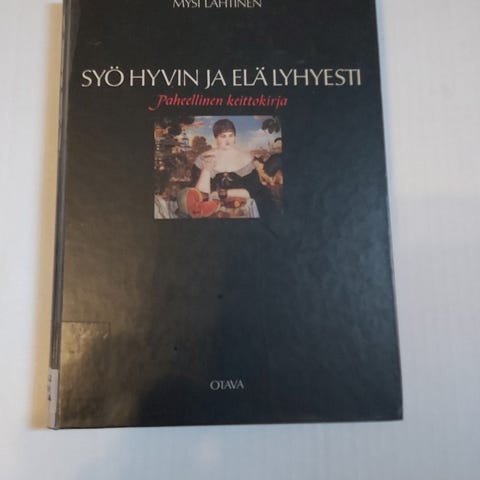 MYSI LAHTINEN
SYÖ HYVIN JA ELÄ LYHYESTI
Paheellinen keittokirja
OTAVA